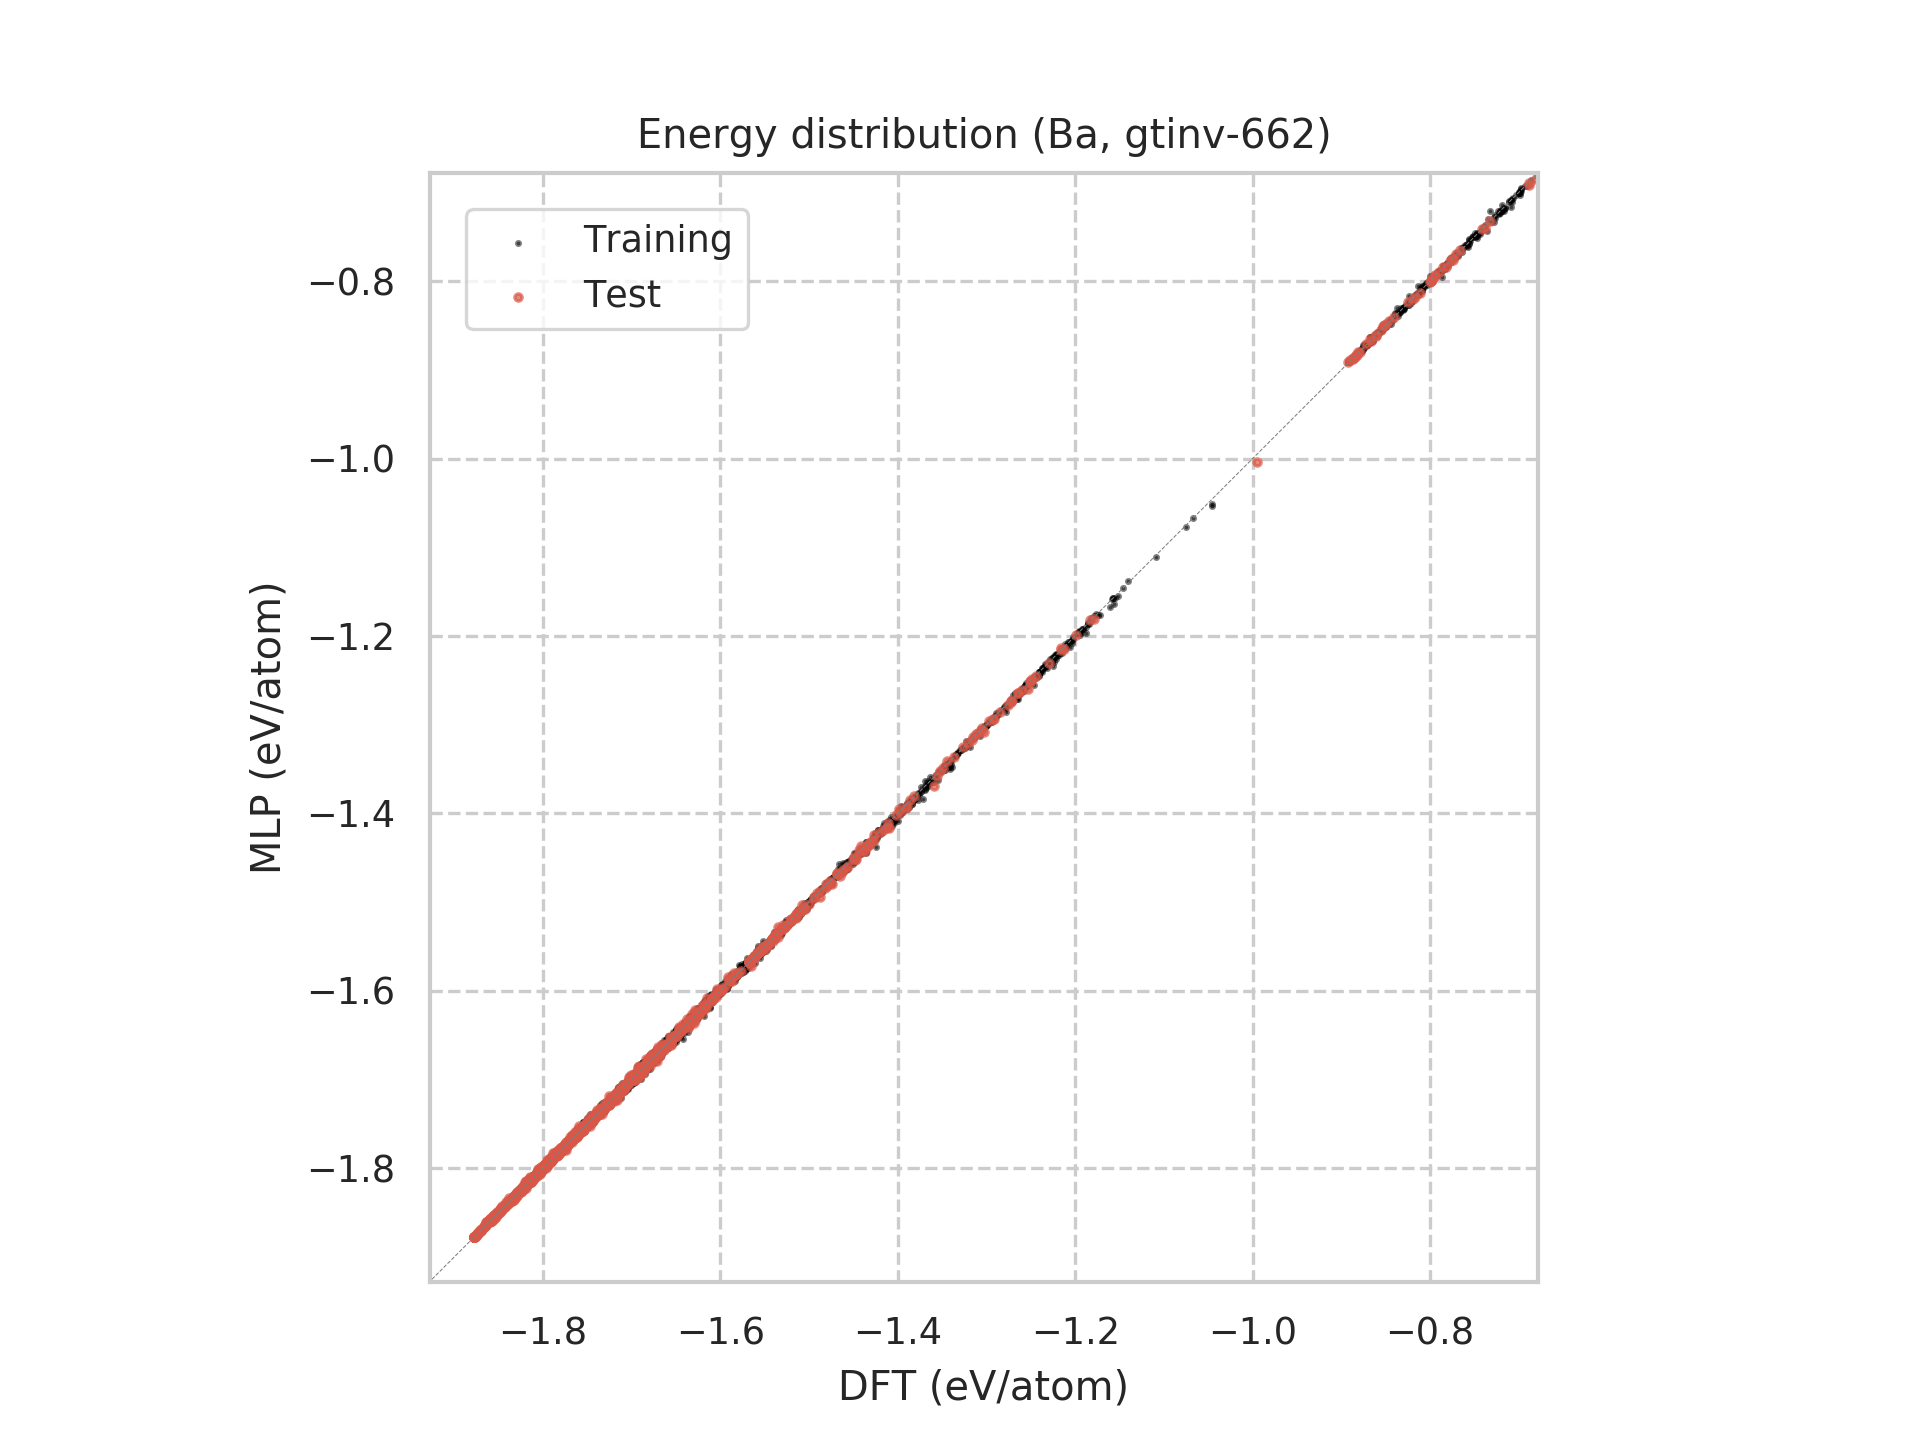 Energy distribution (Ba, gtinv-662)
Training
Test
−0.8
−1.0
−1.2
−1.4
−1.6
−1.8
MLP (eV/atom)
−1.8 −1.6 −1.4 −1.2 −1.0 −0.8
DFT (eV/atom)